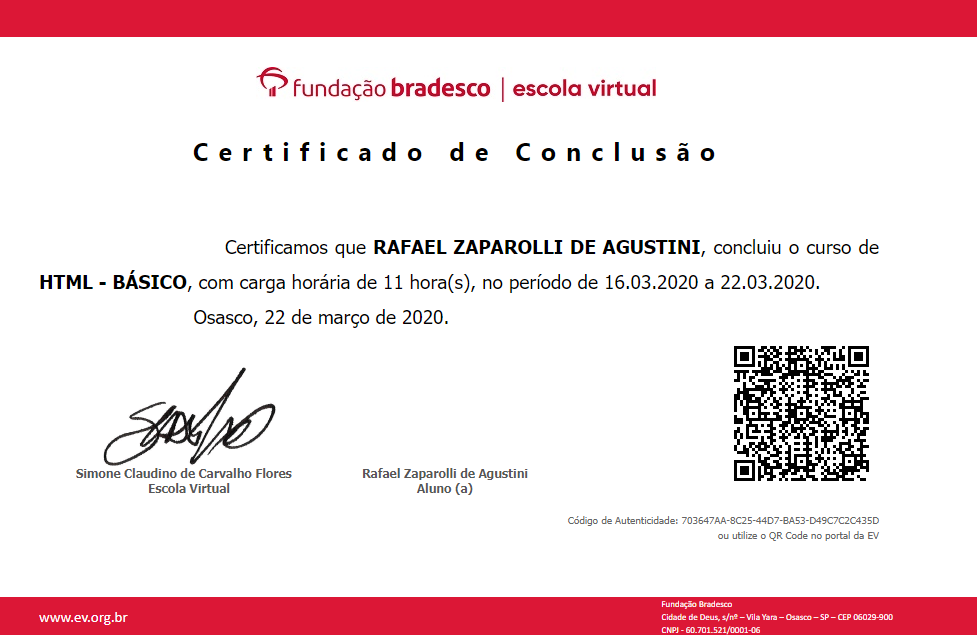 fundação bradesco | escola virtual
Certificado de Conclusão
Certificamos que RAFAEL ZAPAROLLI DE AGUSTINI, concluiu o curso de
HTML - BÁSICO, com carga horária de 11 hora(s), no período de 16.03.2020 a 22.03.2020.
Osasco, 22 de março de 2020.
Simone Claudino de Carvalho Flores
Escola Virtual
Rafael Zaparolli de Agustini
Aluno (a)
Código de Autenticidade: 703647AA-8C25-44D7-BA53-D49C7C2C435D
ou utilize o QR Code no portal da EV
www.ev.org.br
Fundação Bradesco
Cidade de Deus, s/nº – Vila Yara – Osasco – SP – CEP 06029-900
CNPJ - 60.701.521/0001-06